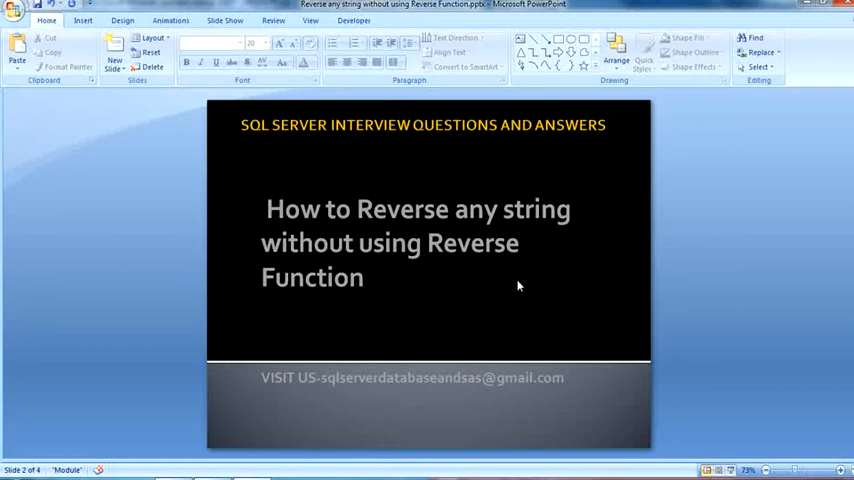 Reverse any string without using Reverse Function.pptx - Microsoft PowerPoint
Home Insert Design Animations Slide Show Review View Developer
Paste
Cut
Copy
Format Painter
Clipboard
New Slide
Layout
Reset
Delete
Slides
20
B I U
Aa
Font
Text Direction
Align Text
Convert to SmartArt
Paragraph
Arrange
Quick Styles
Shape Fill
Shape Outline
Shape Effects
Drawing
Find
Replace
Select
Editing
SQL SERVER INTERVIEW QUESTIONS AND ANSWERS
How to Reverse any string
without using Reverse
Function
VISIT US-sqlserverdatabaseandsas@gmail.com
Slide 2 of 4 "Module" 73%